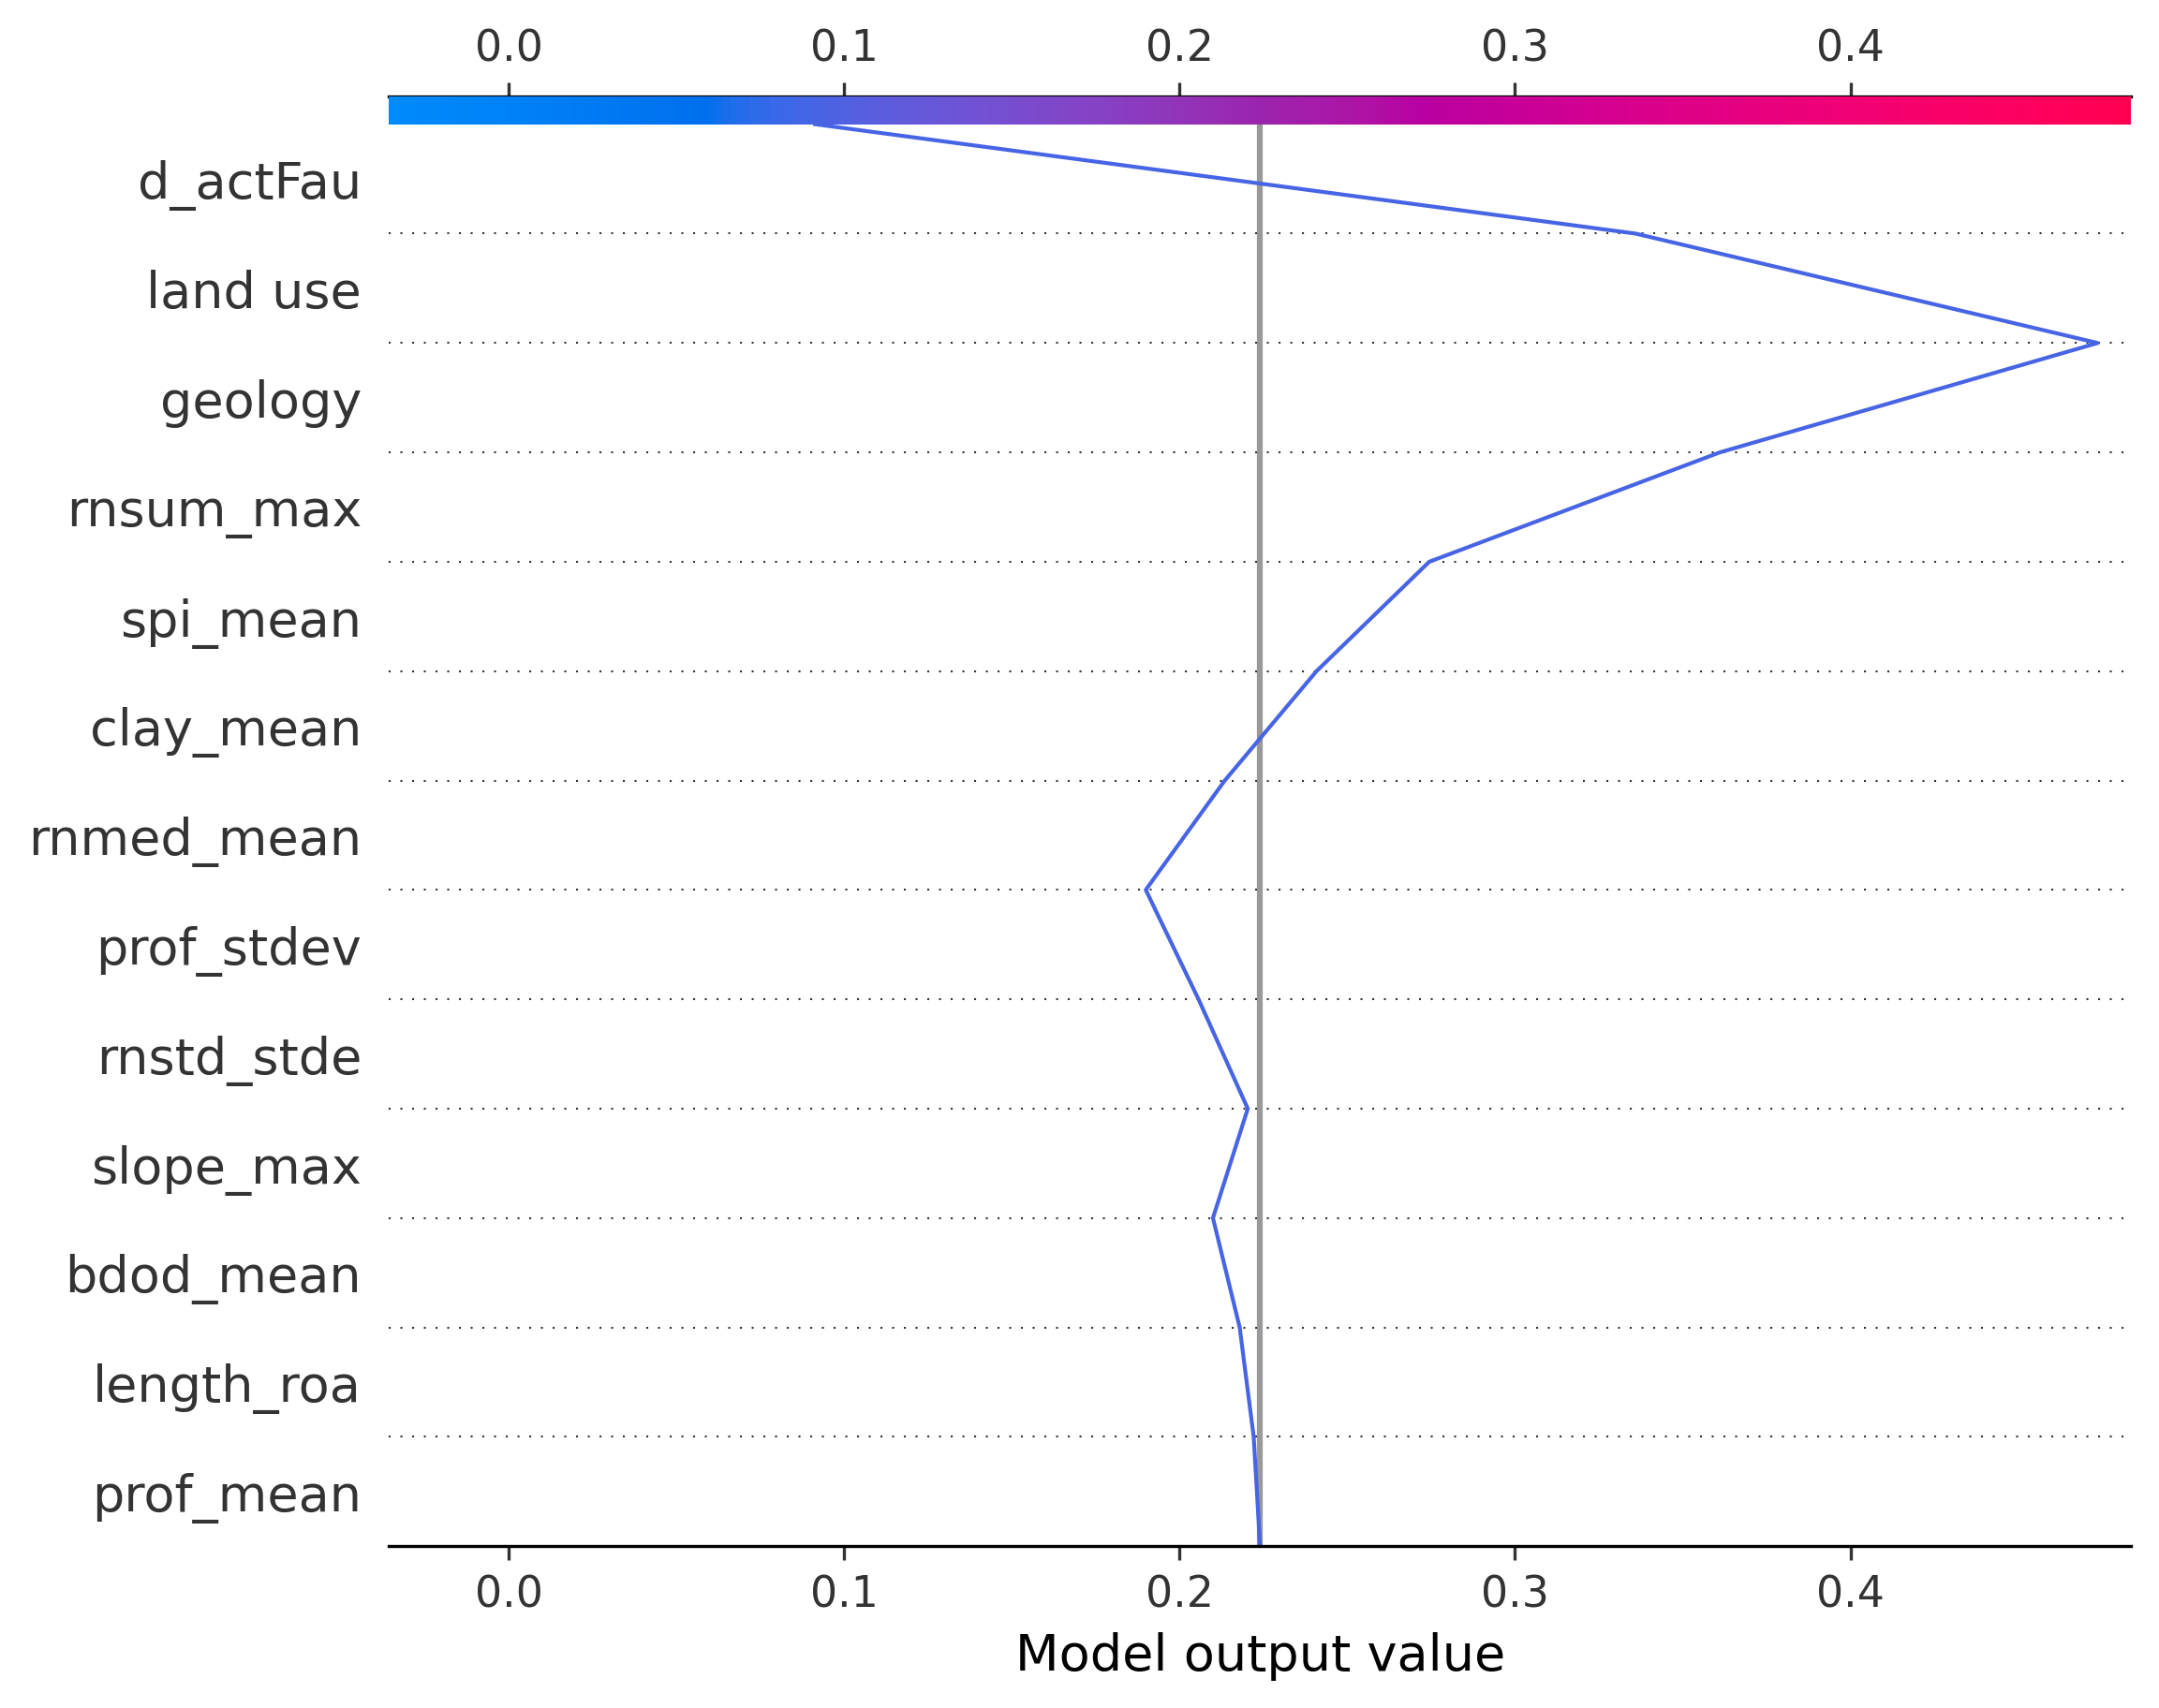 0.0 0.1 0.2 0.3 0.4
d_actFau
land use
geology
rnsum_max
spi_mean
clay_mean
rnmed_mean
prof_stdev
rnstd_stde
slope_max
bdod_mean
length_roa
prof_mean
0.0 0.1 0.2 0.3 0.4
Model output value